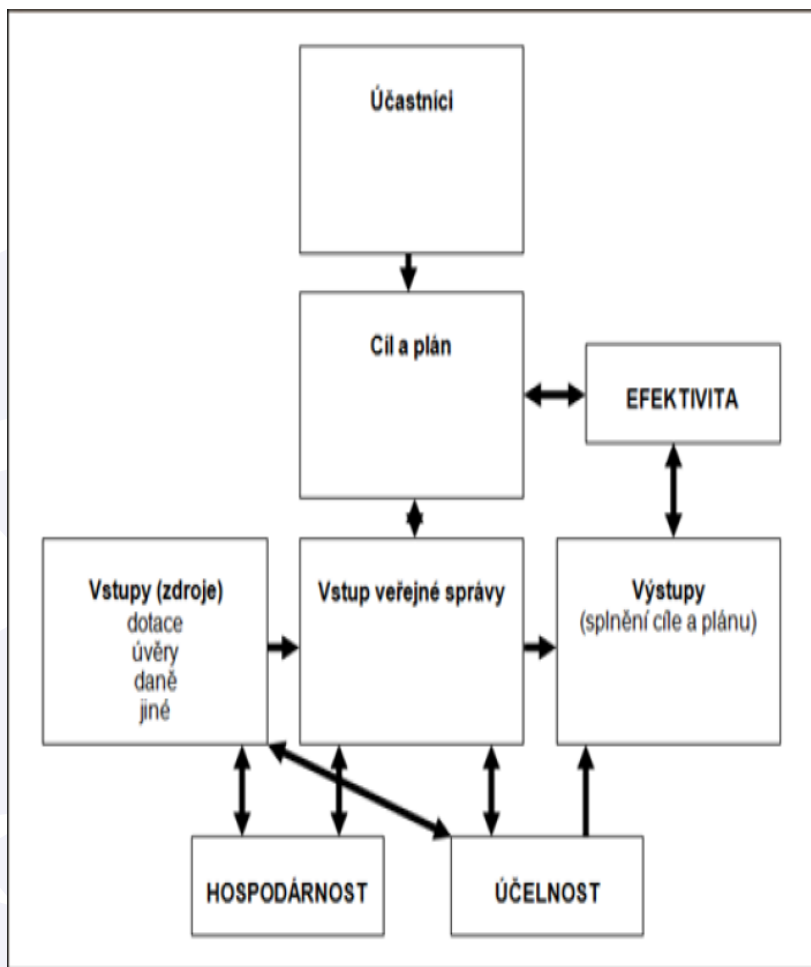 Účastníci
Cíl a plán
EFEKTIVITA
Vstupy (zdroje)
dotace
úvěry
daně
jiné
Vstup veřejné správy
Výstupy
(splnění cíle a plánu)
HOSPODÁRNOST
ÚČELNOST